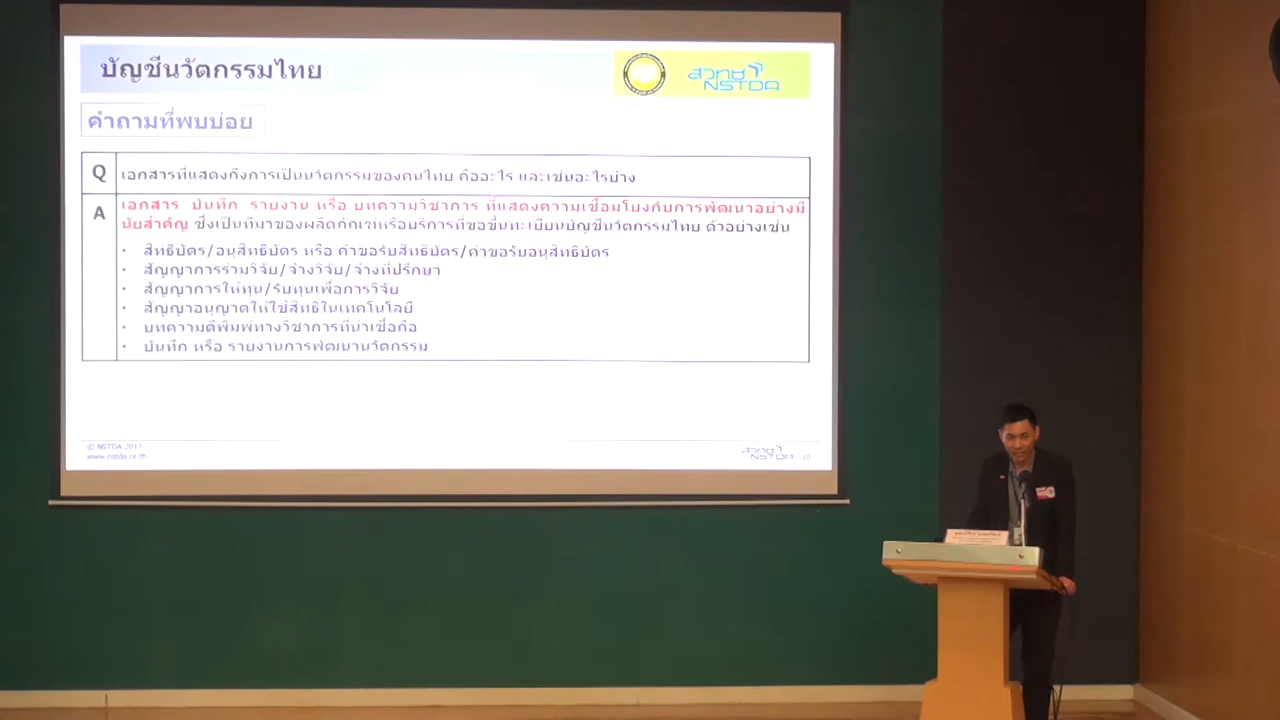 บัญชีนวัตกรรมไทย
สวทช
NSTDA
คำถามที่พบบ่อย
Q
เอกสารที่แสดงถึงการเป็นนวัตกรรมของคนไทย คืออะไร และเช่นอะไรบ้าง
A
เอกสาร บันทึก รายงาน หรือ บทความวิชาการ ที่แสดงความเชื่อมโยงกับการพัฒนาอย่างมี
นัยสำคัญ ซึ่งเป็นที่มาของผลิตภัณฑ์หรือบริการที่ขอขึ้นทะเบียนบัญชีนวัตกรรมไทย ตัวอย่างเช่น
• สิทธิบัตร/อนุสิทธิบัตร หรือ คำขอรับสิทธิบัตร/คำขอรับอนุสิทธิบัตร
• สัญญาการร่วมวิจัย/จ้างวิจัย/จ้างที่ปรึกษา
• สัญญาการให้ทุน/รับทุนเพื่อการวิจัย
• สัญญาอนุญาตให้ใช้สิทธิในเทคโนโลยี
• บทความตีพิมพ์ทางวิชาการที่น่าเชื่อถือ
• บันทึก หรือ รายงานการพัฒนานวัตกรรม
© NSTDA 2017
www.nstda.or.th
สวทช
NSTDA 10